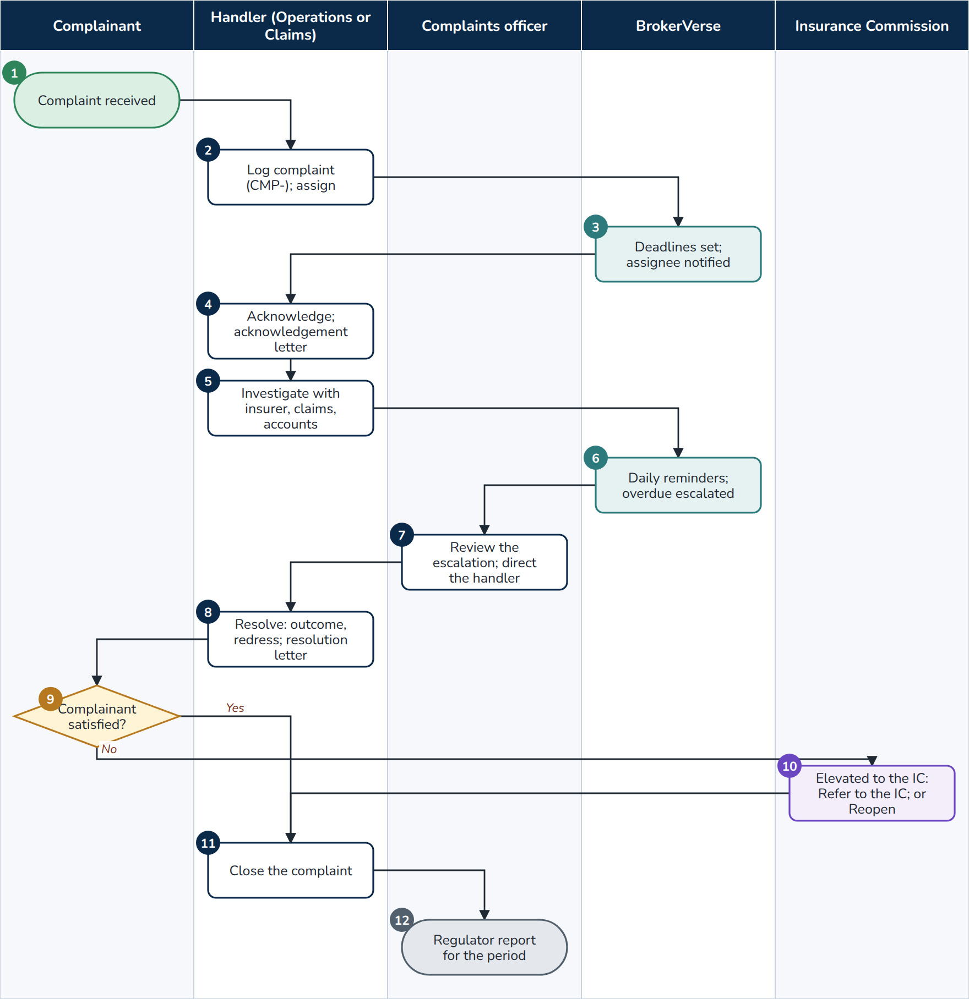 Complainant
Handler (Operations or
Claims)
Complaints officer
BrokerVerse
Insurance Commission
1
Complaint received
2
Log complaint
(CMP-); assign
3
Deadlines set;
assignee notified
4
Acknowledge;
acknowledgement
letter
5
Investigate with
insurer, claims,
accounts
6
Daily reminders;
overdue escalated
7
Review the
escalation; direct
the handler
8
Resolve: outcome,
redress; resolution
letter
9
Complainant
satisfied?
Yes
No
10
Elevated to the IC:
Refer to the IC; or
Reopen
11
Close the complaint
12
Regulator report
for the period